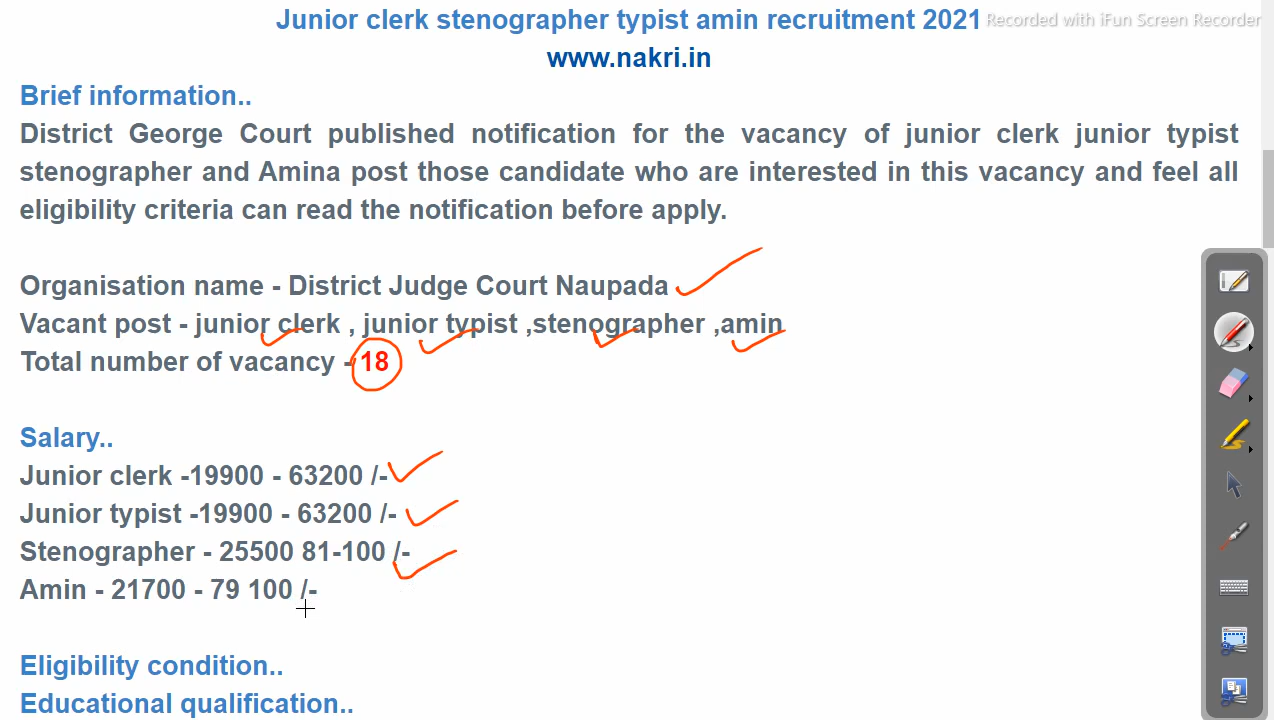 Junior clerk stenographer typist amin recruitment 2021
Recorded with iFun Screen Recorder
www.nakri.in
Brief information..
District George Court published notification for the vacancy of junior clerk junior typist
stenographer and Amina post those candidate who are interested in this vacancy and feel all
eligibility criteria can read the notification before apply.
Organisation name - District Judge Court Naupada
Vacant post - junior clerk , junior typist ,stenographer ,amin
Total number of vacancy - 18
Salary..
Junior clerk -19900 - 63200 /-
Junior typist -19900 - 63200 /-
Stenographer - 25500 81-100 /-
Amin - 21700 - 79 100 /-
Eligibility condition..
Educational qualification..